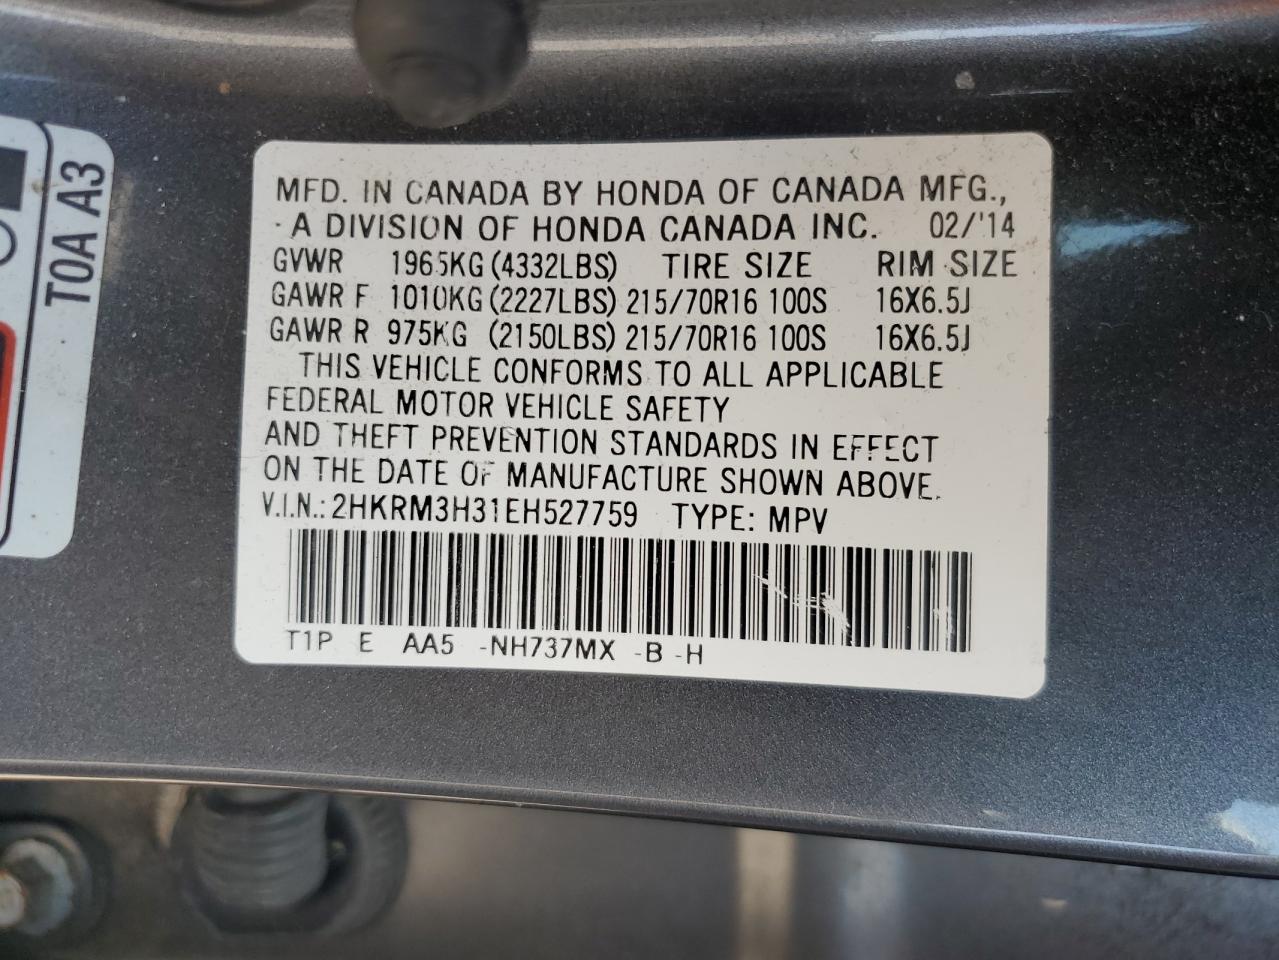 T0A A3
MFD. IN CANADA BY HONDA OF CANADA MFG.,
A DIVISION OF HONDA CANADA INC. 02/'14
GVWR 1965KG (4332LBS) TIRE SIZE RIM SIZE
GAWR F 1010KG (2227LBS) 215/70R16 100S 16X6.5J
GAWR R 975KG (2150LBS) 215/70R16 100S 16X6.5J
THIS VEHICLE CONFORMS TO ALL APPLICABLE
FEDERAL MOTOR VEHICLE SAFETY
AND THEFT PREVENTION STANDARDS IN EFFECT
ON THE DATE OF MANUFACTURE SHOWN ABOVE.
V.I.N.: 2HKRM3H31EH527759 TYPE: MPV
T1P E AA5 -NH737MX -B -H